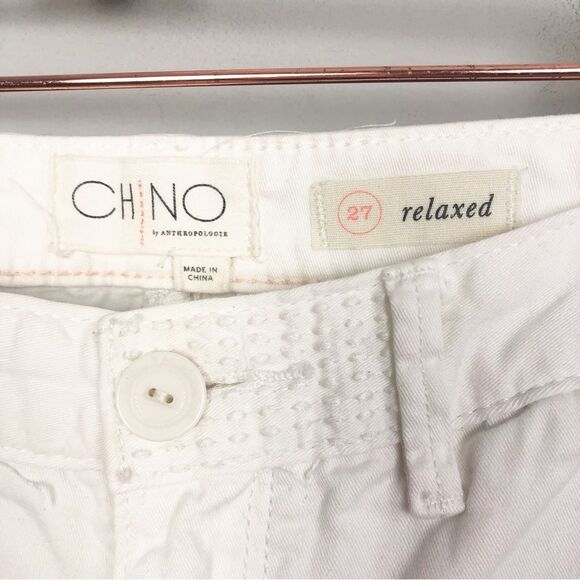 CHINO
by ANTHROPOLOGIE
27 relaxed
MADE IN
CHINA